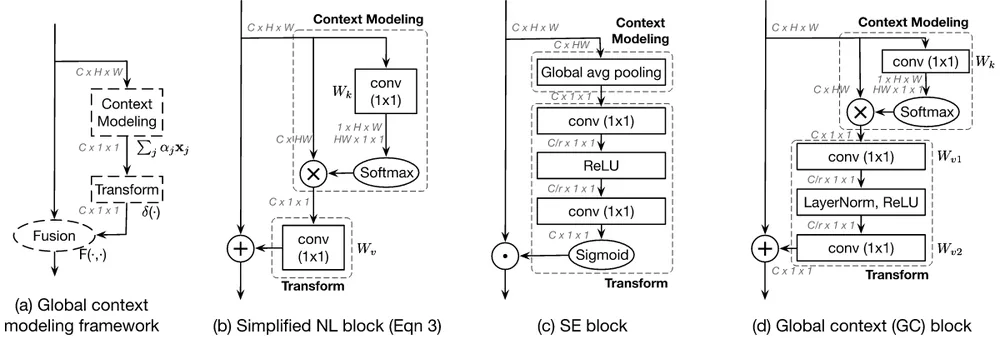 C x H x W
Context
Modeling
∑ⱼ αⱼxⱼ
C x 1 x 1
Transform
δ(·)
C x 1 x 1
Fusion
F(·,·)
(a) Global context
modeling framework
Context Modeling
C x H x W
conv
(1x1)
Wₖ
1 x H x W
HW x 1 x 1
C x HW
Softmax
C x 1 x 1
conv
(1x1)
Wᵥ
Transform
(b) Simplified NL block (Eqn 3)
Context
Modeling
C x H x W
C x HW
Global avg pooling
C x 1 x 1
conv (1x1)
C/r x 1 x 1
ReLU
C/r x 1 x 1
conv (1x1)
C x 1 x 1
Sigmoid
Transform
(c) SE block
Context Modeling
C x H x W
conv (1x1)
Wₖ
1 x H x W
HW x 1 x 1
C x HW
Softmax
C x 1 x 1
conv (1x1)
Wᵥ₁
C/r x 1 x 1
LayerNorm, ReLU
C/r x 1 x 1
conv (1x1)
Wᵥ₂
C x 1 x 1
Transform
(d) Global context (GC) block